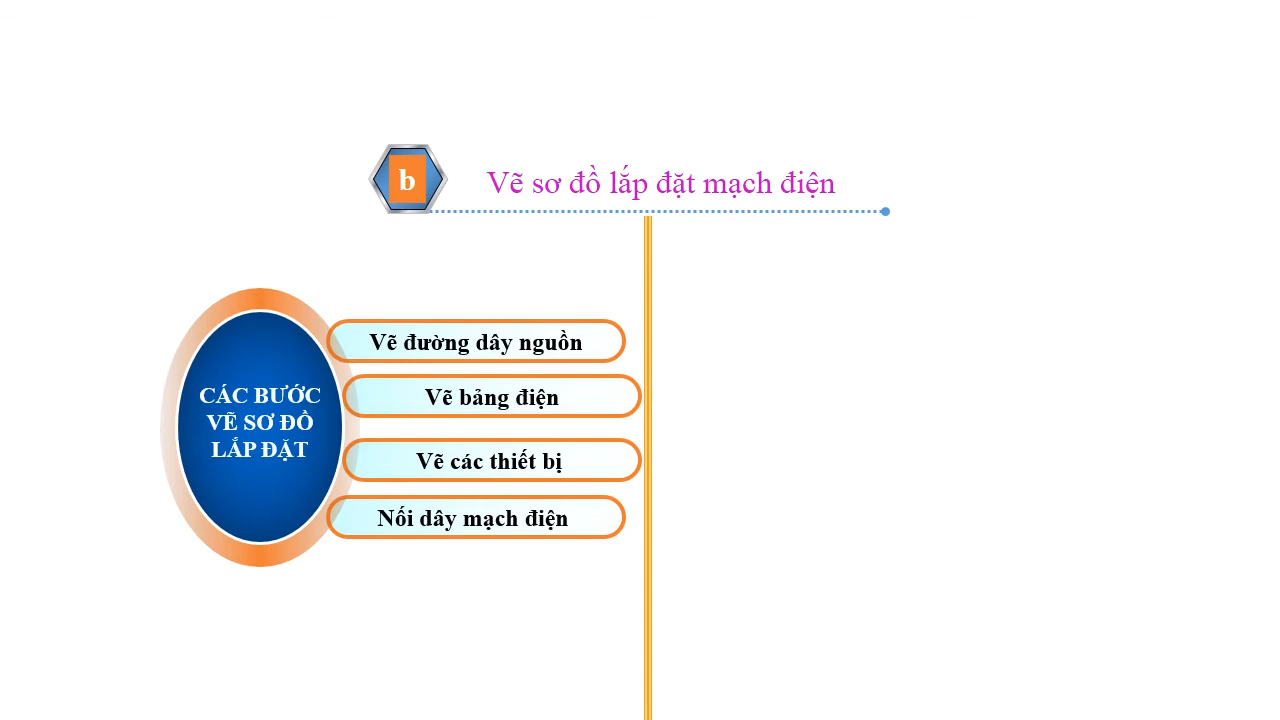 b
Vẽ sơ đồ lắp đặt mạch điện
CÁC BƯỚC
VẼ SƠ ĐỒ
LẮP ĐẶT
Vẽ đường dây nguồn
Vẽ bảng điện
Vẽ các thiết bị
Nối dây mạch điện